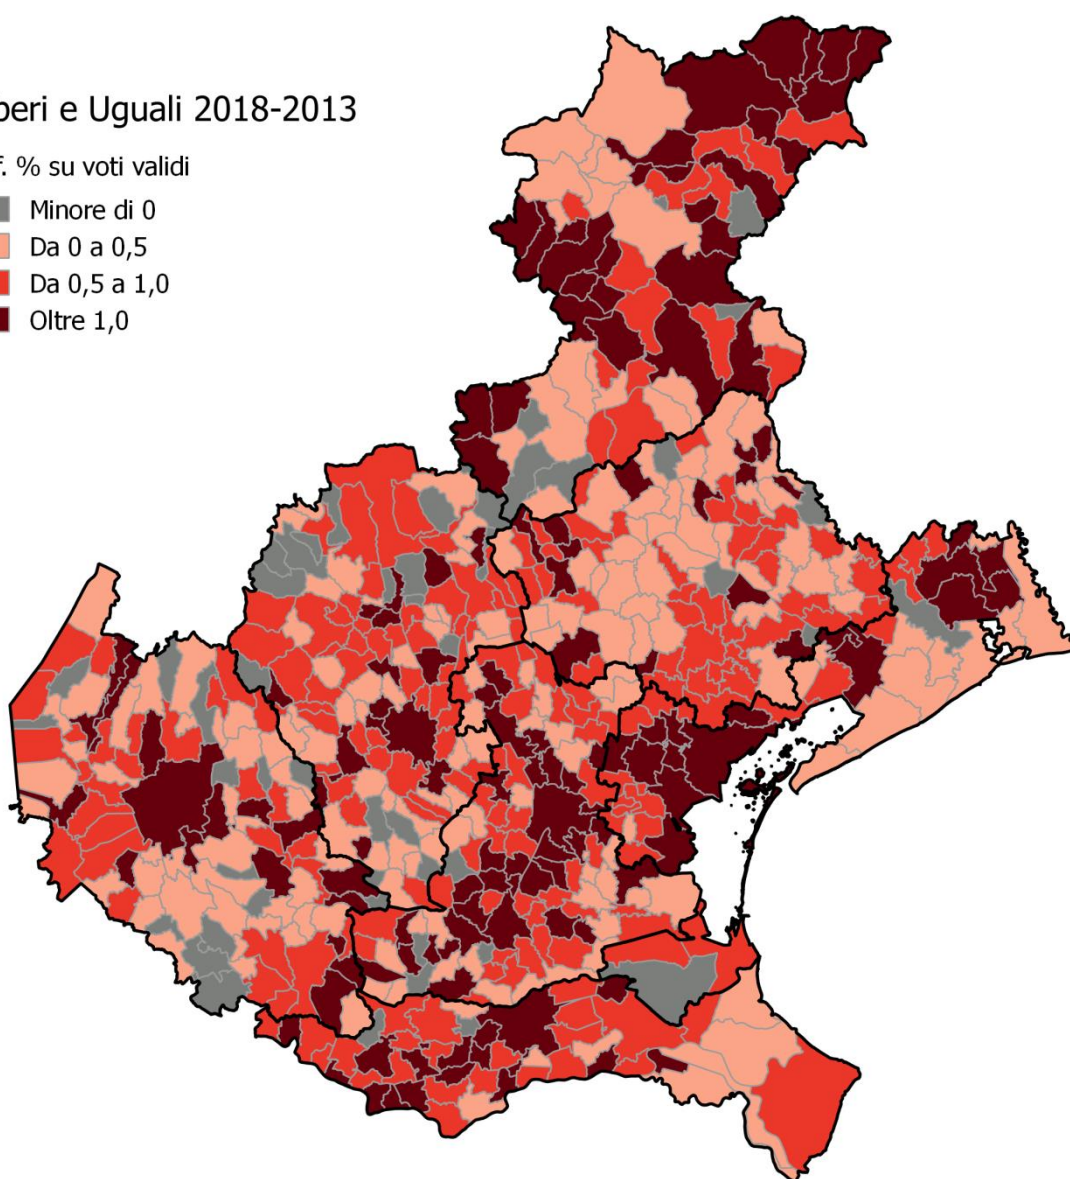 beri e Uguali 2018-2013
f. % su voti validi
Minore di 0
Da 0 a 0,5
Da 0,5 a 1,0
Oltre 1,0